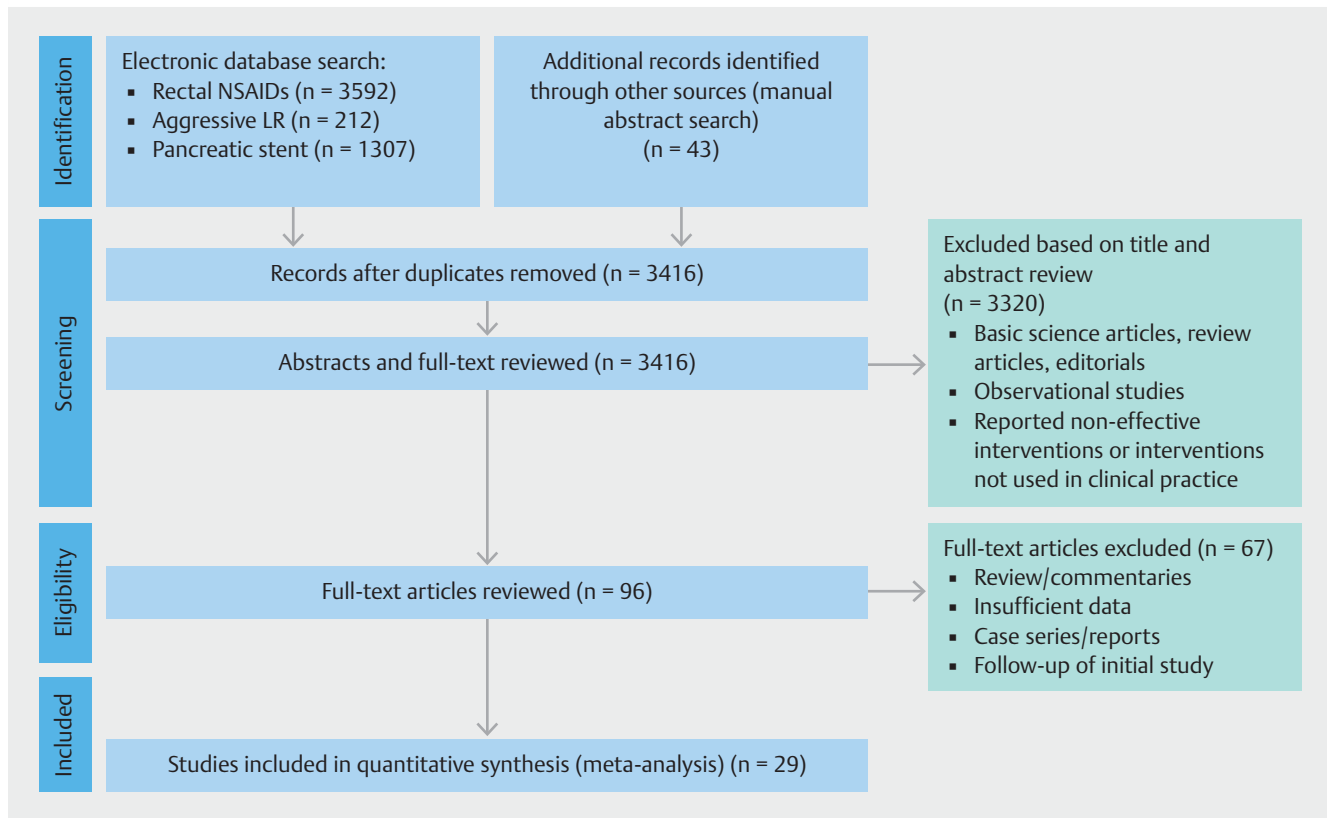 Identification
Electronic database search:
▪ Rectal NSAIDs (n = 3592)
▪ Aggressive LR (n = 212)
▪ Pancreatic stent (n = 1307)
Additional records identified
through other sources (manual
abstract search)
(n = 43)
Screening
Records after duplicates removed (n = 3416)
Abstracts and full-text reviewed (n = 3416)
Excluded based on title and
abstract review
(n = 3320)
▪ Basic science articles, review
articles, editorials
▪ Observational studies
▪ Reported non-effective
interventions or interventions
not used in clinical practice
Eligibility
Full-text articles reviewed (n = 96)
Full-text articles excluded (n = 67)
▪ Review/commentaries
▪ Insufficient data
▪ Case series/reports
▪ Follow-up of initial study
Included
Studies included in quantitative synthesis (meta-analysis) (n = 29)